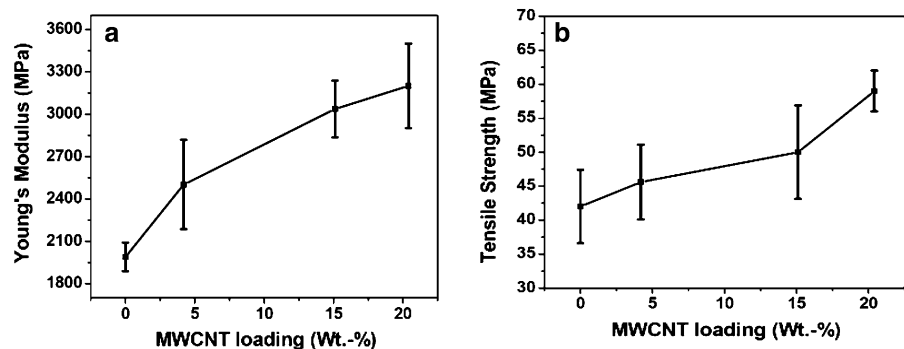 a
Young's Modulus (MPa)
3600
3300
3000
2700
2400
2100
1800
0 5 10 15 20
MWCNT loading (Wt.-%)
b
Tensile Strength (MPa)
70
65
60
55
50
45
40
35
30
0 5 10 15 20
MWCNT loading (Wt.-%)